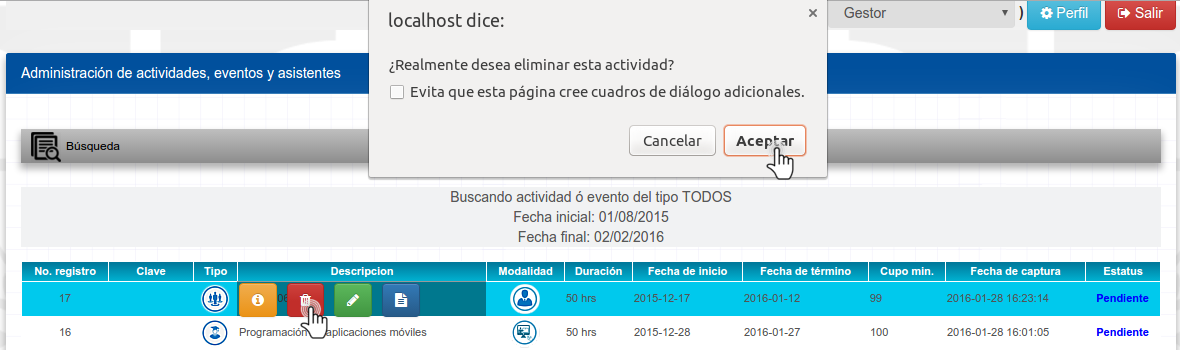 localhost dice:
×
Gestor
)
Perfil
Salir
¿Realmente desea eliminar esta actividad?
Evita que esta página cree cuadros de diálogo adicionales.
Cancelar
Aceptar
Administración de actividades, eventos y asistentes
Búsqueda
Buscando actividad ó evento del tipo TODOS
Fecha inicial: 01/08/2015
Fecha final: 02/02/2016
No. registro Clave Tipo Descripcion Modalidad Duración Fecha de inicio Fecha de término Cupo min. Fecha de captura Estatus
17 50 hrs 2015-12-17 2016-01-12 99 2016-01-28 16:23:14 Pendiente
16 Programación aplicaciones móviles 50 hrs 2015-12-28 2016-01-27 100 2016-01-28 16:01:05 Pendiente